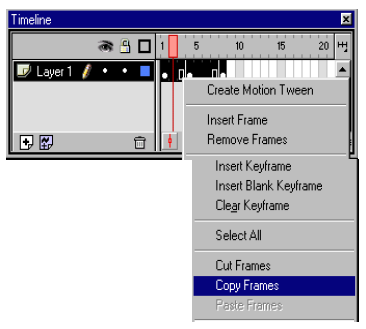 Timeline
1 5 10 15 20
Layer 1
Create Motion Tween
Insert Frame
Remove Frames
Insert Keyframe
Insert Blank Keyframe
Clear Keyframe
Select All
Cut Frames
Copy Frames
Paste Frames